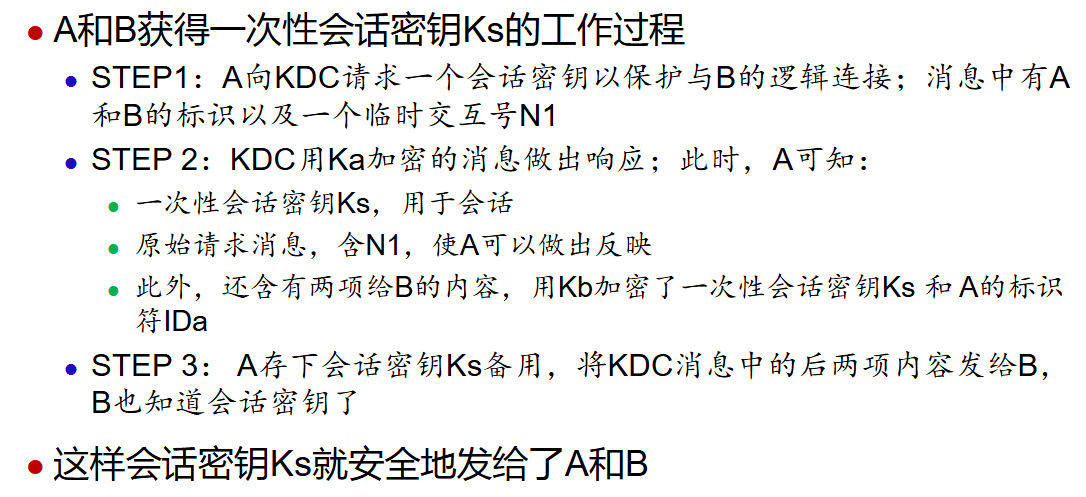 A和B获得一次性会话密钥Ks的工作过程
STEP1：A向KDC请求一个会话密钥以保护与B的逻辑连接；消息中有A
和B的标识以及一个临时交互号N1
STEP 2：KDC用Ka加密的消息做出响应；此时，A可知：
一次性会话密钥Ks，用于会话
原始请求消息，含N1，使A可以做出反映
此外，还含有两项给B的内容，用Kb加密了一次性会话密钥Ks 和 A的标识
符IDa
STEP 3： A存下会话密钥Ks备用，将KDC消息中的后两项内容发给B，
B也知道会话密钥了
这样会话密钥Ks就安全地发给了A和B